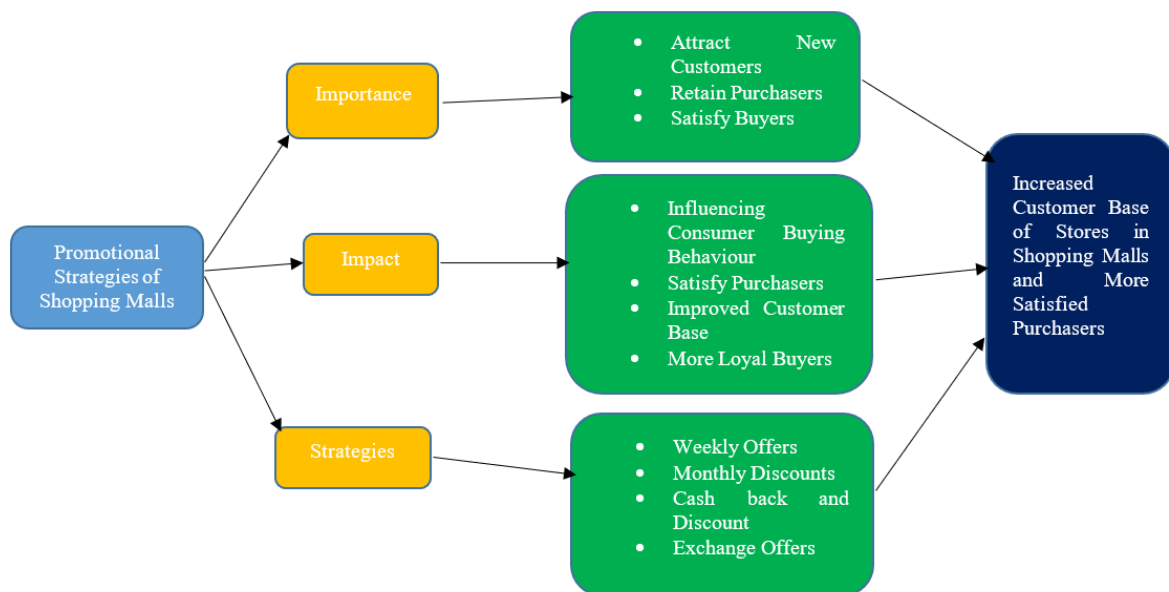 Promotional
Strategies of
Shopping Malls
Importance
Impact
Strategies
• Attract New
Customers
• Retain Purchasers
• Satisfy Buyers
• Influencing
Consumer Buying
Behaviour
• Satisfy Purchasers
• Improved Customer
Base
• More Loyal Buyers
• Weekly Offers
• Monthly Discounts
• Cash back and
Discount
• Exchange Offers
Increased
Customer Base
of Stores in
Shopping Malls
and More
Satisfied
Purchasers